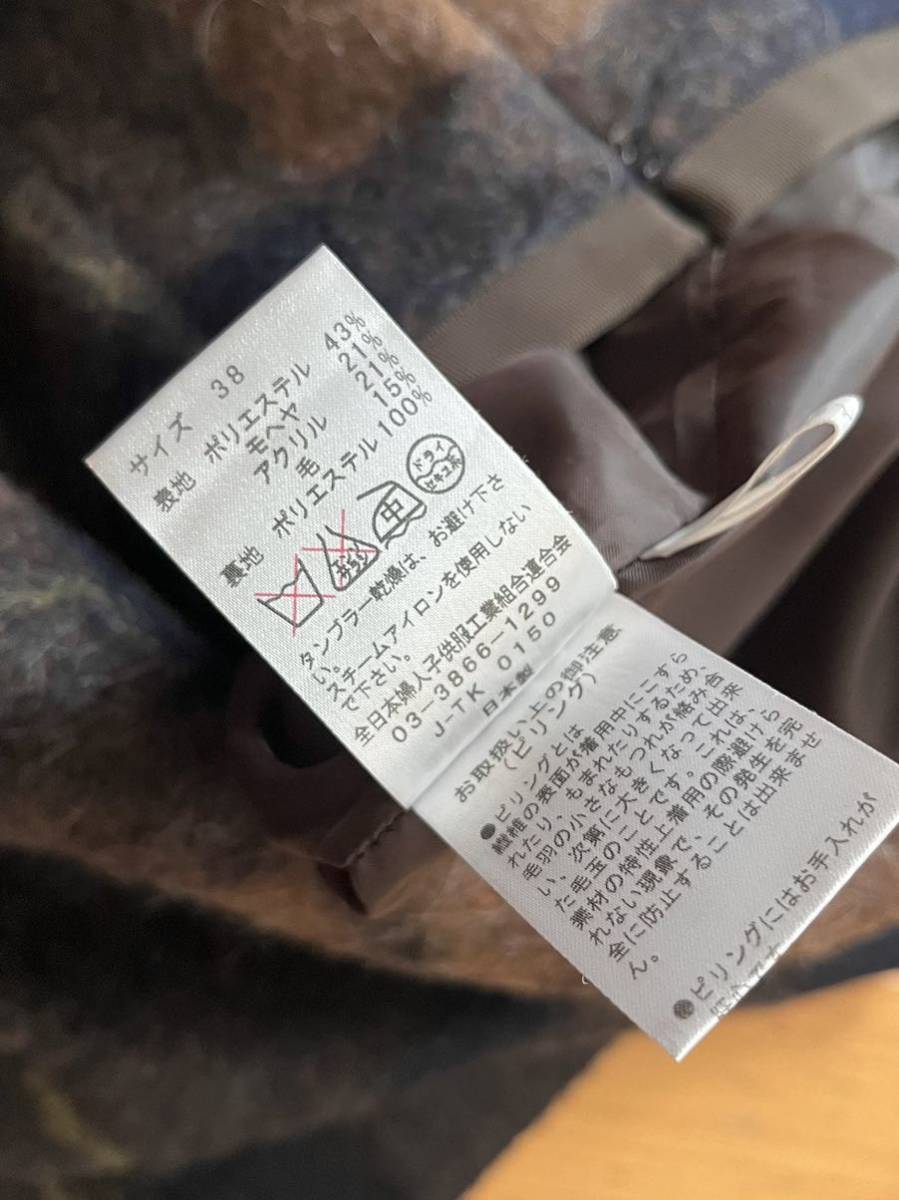 サイズ 38
表地 ポリエステル 43%
モヘヤ 21%
アクリル 21%
毛 15%
裏地 ポリエステル 100%
エンソサラシ
中
ドライ
セキユ系
タンブラー乾燥は、お避け下さ
い。
スチームアイロンを使用しない
で下さい。
全日本婦人子供服工業組合連合会
03-3866-1299
J-TK 0150
日本製
お取扱い上の御注意
(ピリング)
●ピリングとは
繊維の表面が着用中にこすら
れたり、もまれたりするため、
毛羽の小さなもつれが絡み合
い、次第に大きくなって出来
た毛玉のことです。これは、
素材の特性上着用の際避けら
れない現象で、その発生を完
全に防止することは出来ませ
ん。
●ピリングにはお手入れが